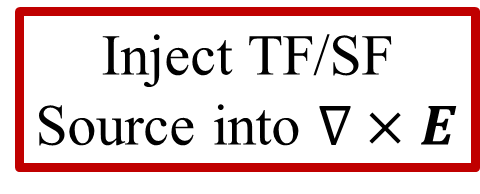 Inject TF/SF
Source into ∇ × E